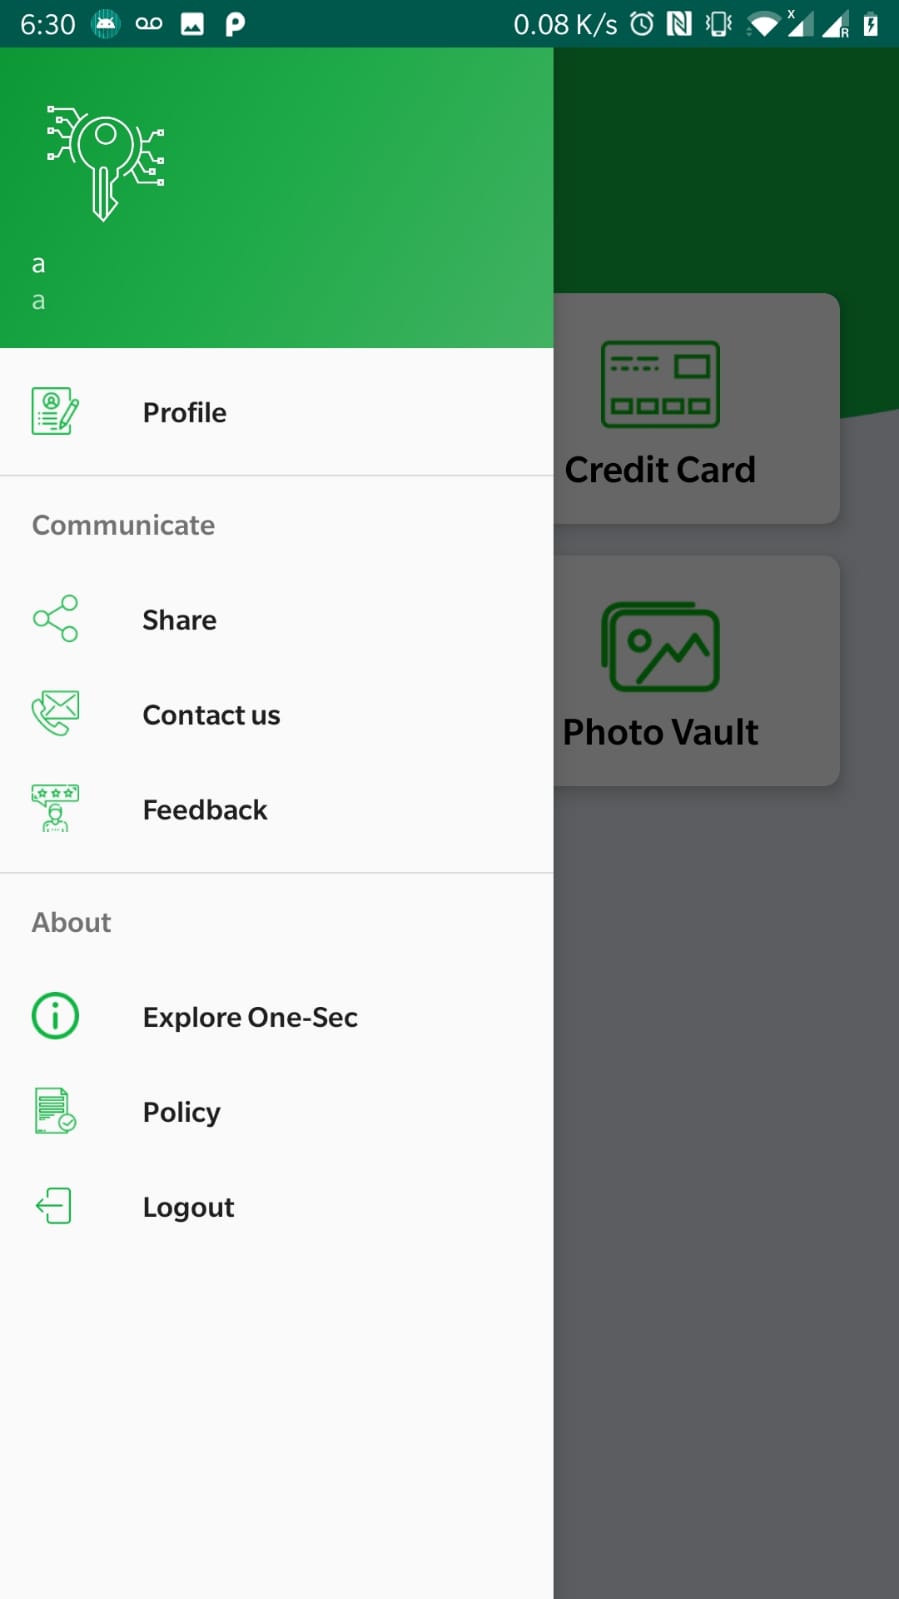 6:30
0.08 K/s
X
R
a
a
Profile
Communicate
Share
Contact us
Feedback
About
Explore One-Sec
Policy
Logout
Credit Card
Photo Vault